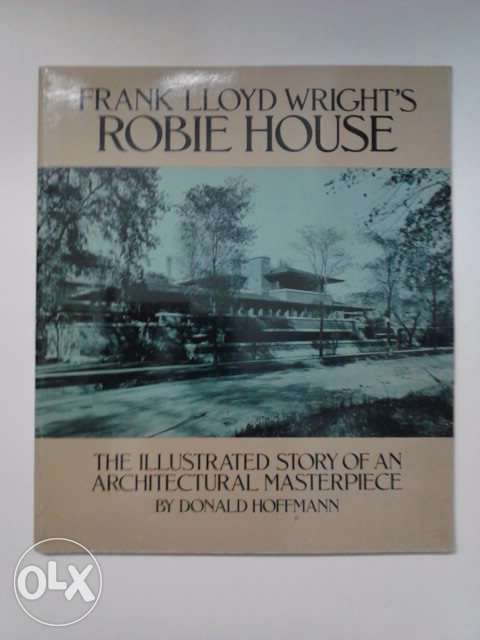 FRANK LLOYD WRIGHT'S
ROBIE HOUSE
THE ILLUSTRATED STORY OF AN
ARCHITECTURAL MASTERPIECE
BY DONALD HOFFMANN
OLX